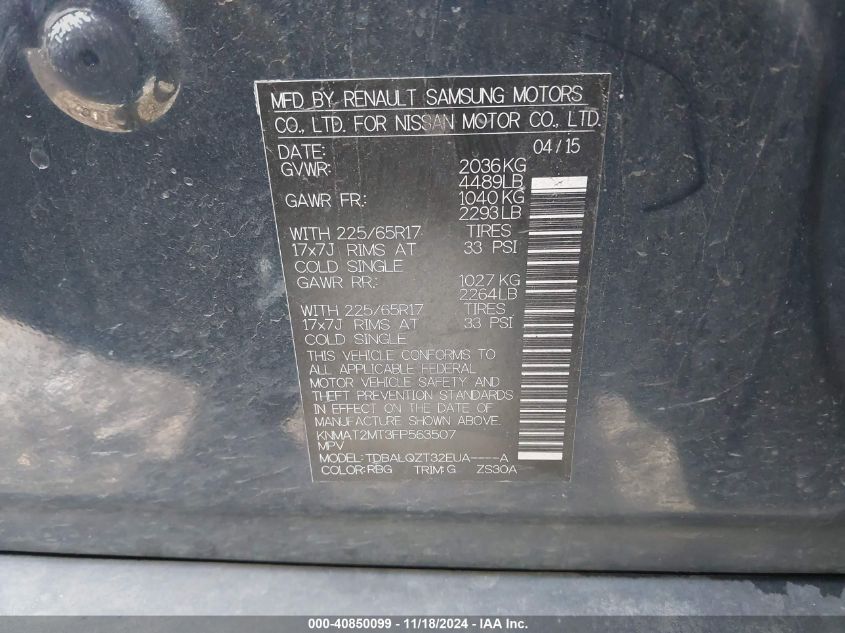 MFD BY RENAULT SAMSUNG MOTORS
CO., LTD. FOR NISSAN MOTOR CO., LTD.
DATE: 04/15
GVWR: 2036KG
4489LB
GAWR FR: 1040KG
2293LB
WITH 225/65R17 TIRES
17x7J RIMS AT 33 PSI
COLD SINGLE
GAWR RR: 1027KG
2264LB
WITH 225/65R17 TIRES
17x7J RIMS AT 33 PSI
COLD SINGLE
THIS VEHICLE CONFORMS TO
ALL APPLICABLE FEDERAL
MOTOR VEHICLE SAFETY AND
THEFT PREVENTION STANDARDS
IN EFFECT ON THE DATE OF
MANUFACTURE SHOWN ABOVE.
KNMAT2MT3FP563507
MPV
MODEL: TDBALQZT32EUA----A
COLOR:RBG TRIM:G ZS30A
000-40850099 - 11/18/2024 - IAA Inc.